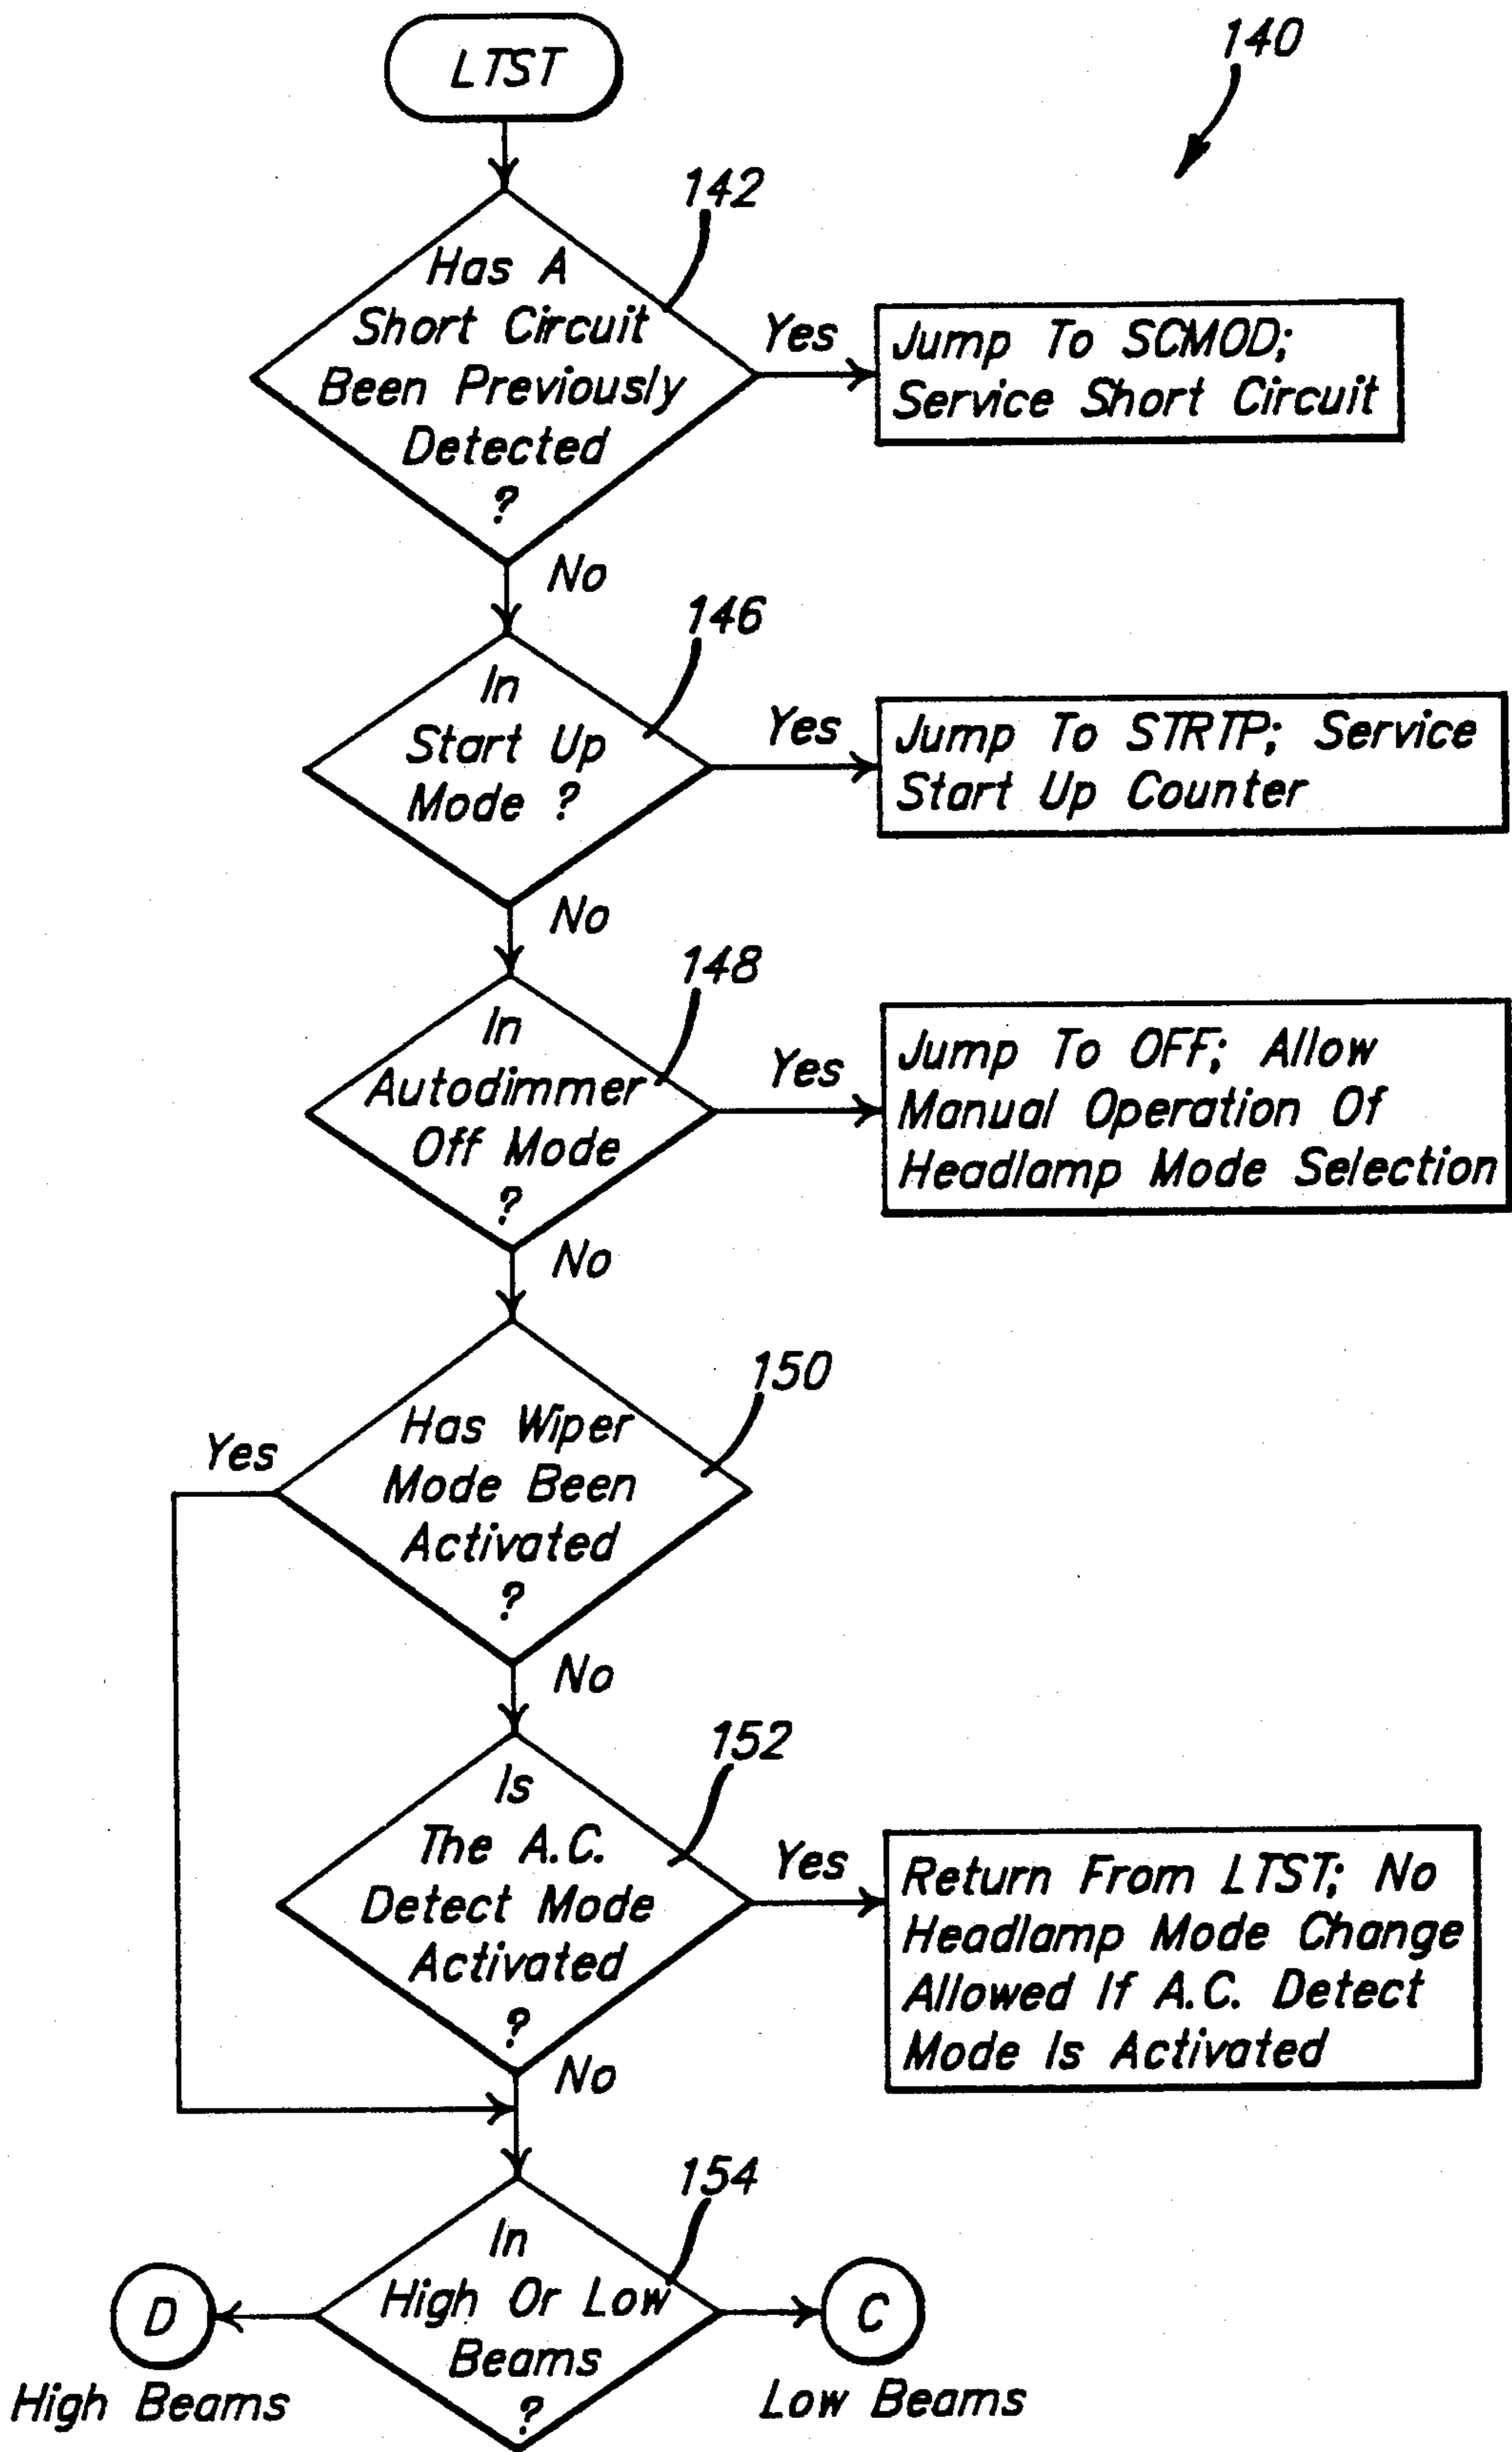 LTST
140
142
Has A
Short Circuit
Been Previously
Detected
?
Yes
Jump To SCMOD;
Service Short Circuit
No
146
In
Start Up
Mode ?
Yes
Jump To STRTP; Service
Start Up Counter
No
148
In
Autodimmer
Off Mode
?
Yes
Jump To OFF; Allow
Manual Operation Of
Headlamp Mode Selection
No
150
Has Wiper
Mode Been
Activated
?
Yes
No
152
Is
The A.C.
Detect Mode
Activated
?
Yes
Return From LTST; No
Headlamp Mode Change
Allowed If A.C. Detect
Mode Is Activated
No
154
In
High Or Low
Beams
?
D
High Beams
C
Low Beams